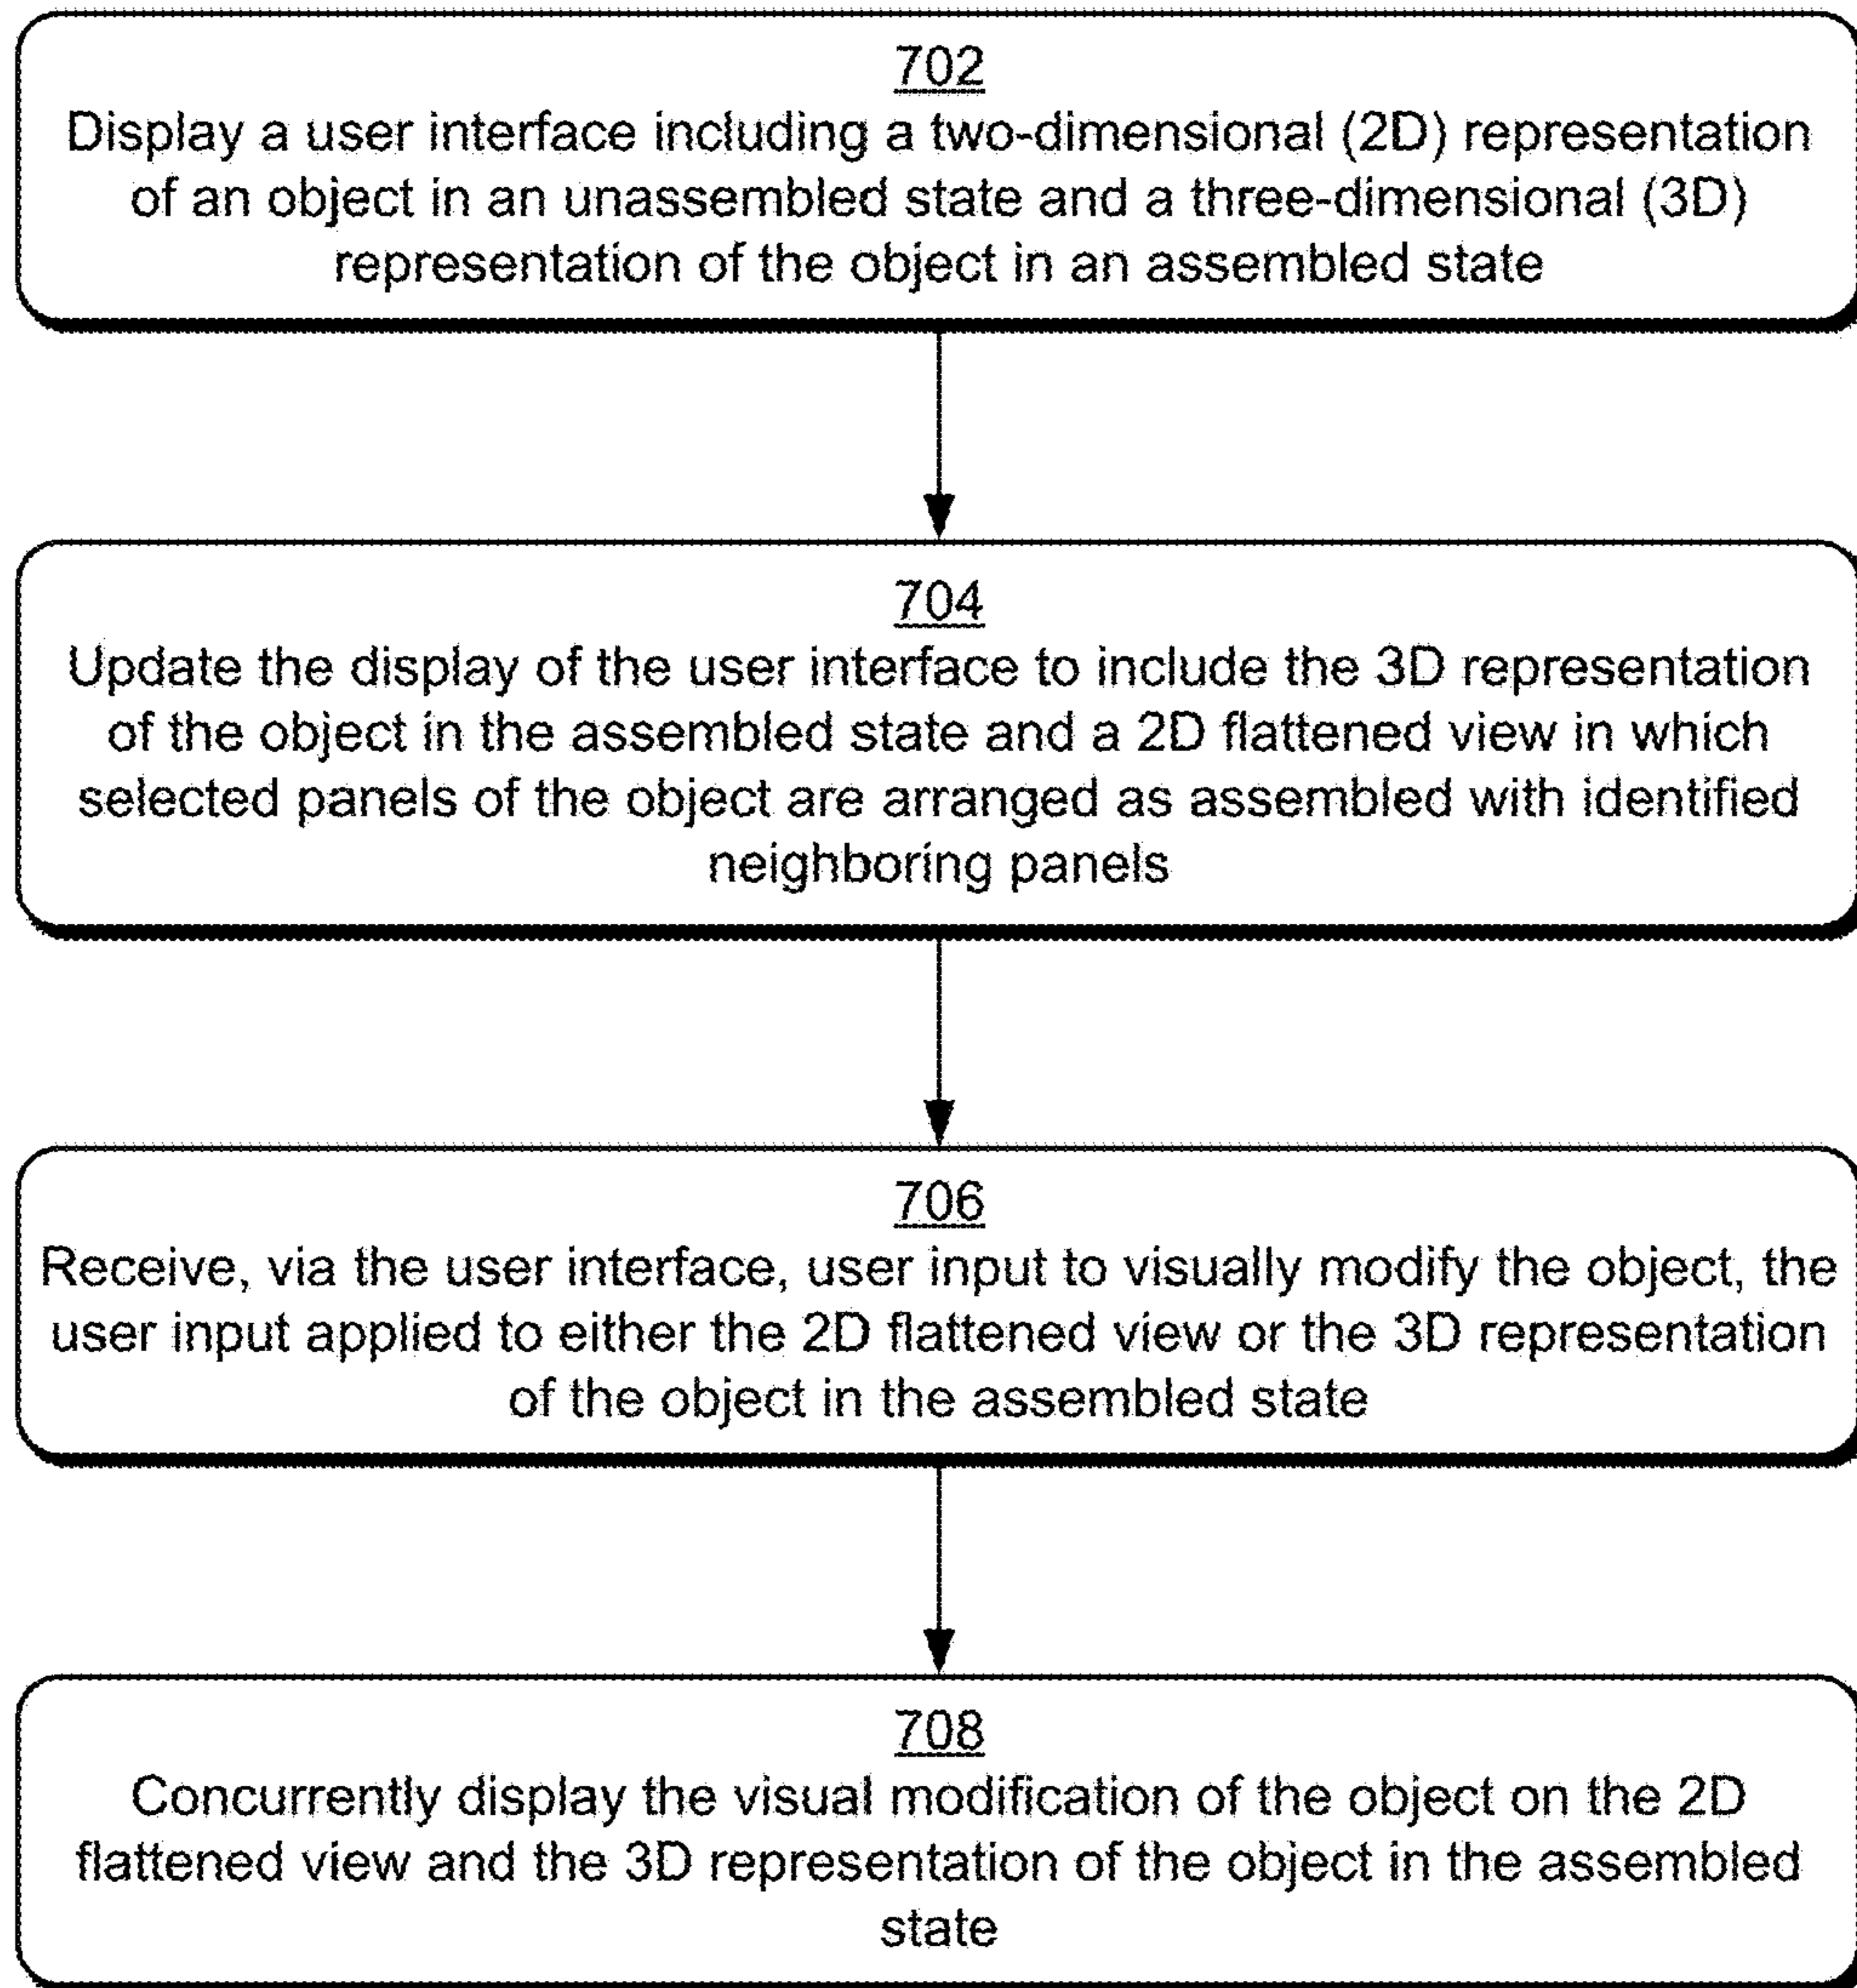 702
Display a user interface including a two-dimensional (2D) representation
of an object in an unassembled state and a three-dimensional (3D)
representation of the object in an assembled state
704
Update the display of the user interface to include the 3D representation
of the object in the assembled state and a 2D flattened view in which
selected panels of the object are arranged as assembled with identified
neighboring panels
706
Receive, via the user interface, user input to visually modify the object, the
user input applied to either the 2D flattened view or the 3D representation
of the object in the assembled state
708
Concurrently display the visual modification of the object on the 2D
flattened view and the 3D representation of the object in the assembled
state